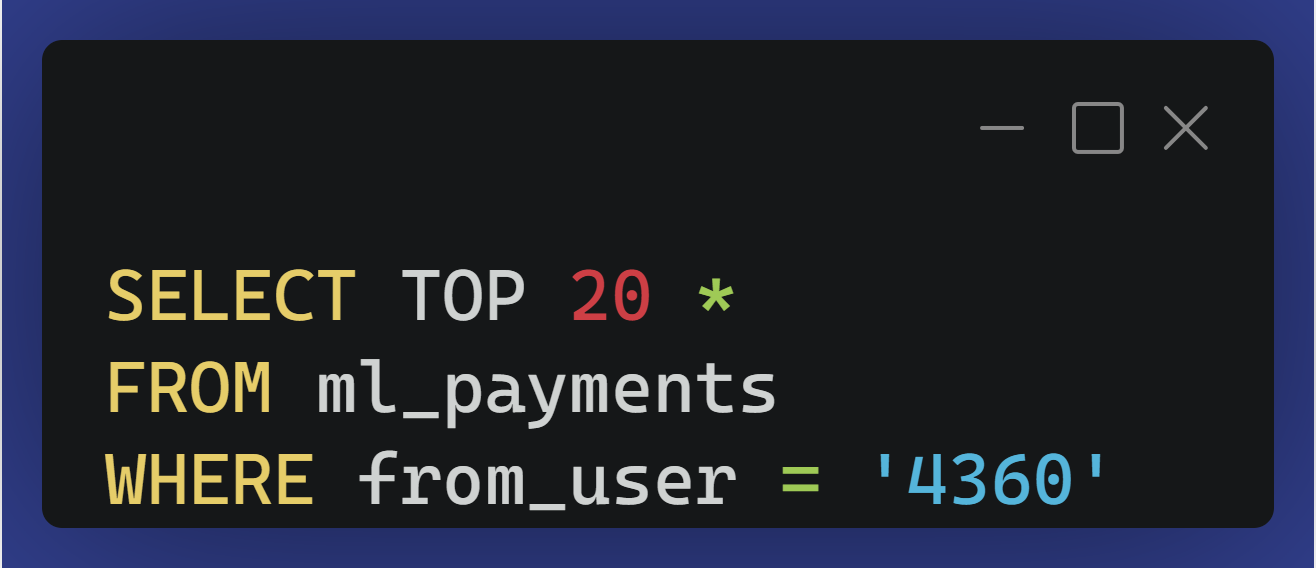 SELECT TOP 20 *
FROM ml_payments
WHERE from_user = '4360'